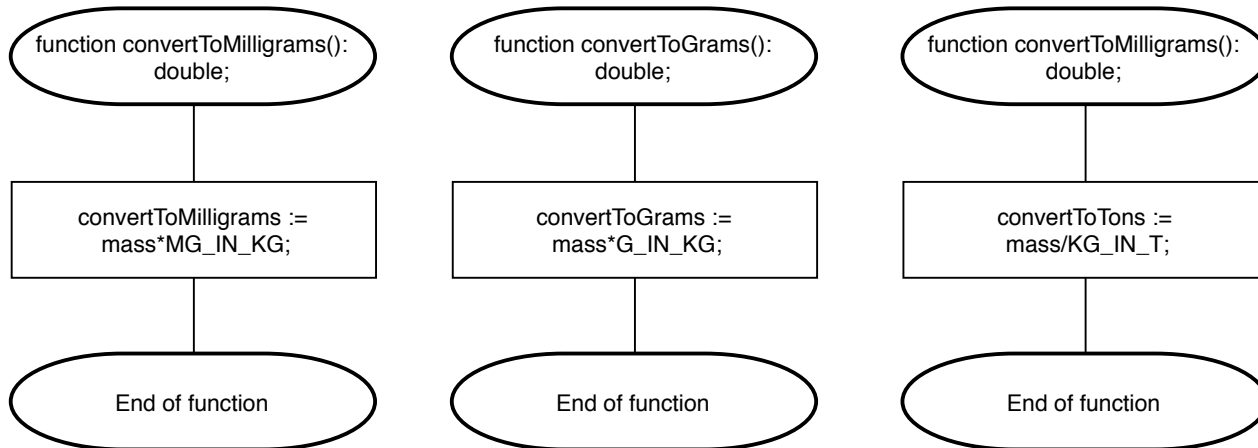 function convertToMilligrams():
double;
convertToMilligrams :=
mass*MG_IN_KG;
End of function
function convertToGrams():
double;
convertToGrams :=
mass*G_IN_KG;
End of function
function convertToMilligrams():
double;
convertToTons :=
mass/KG_IN_T;
End of function